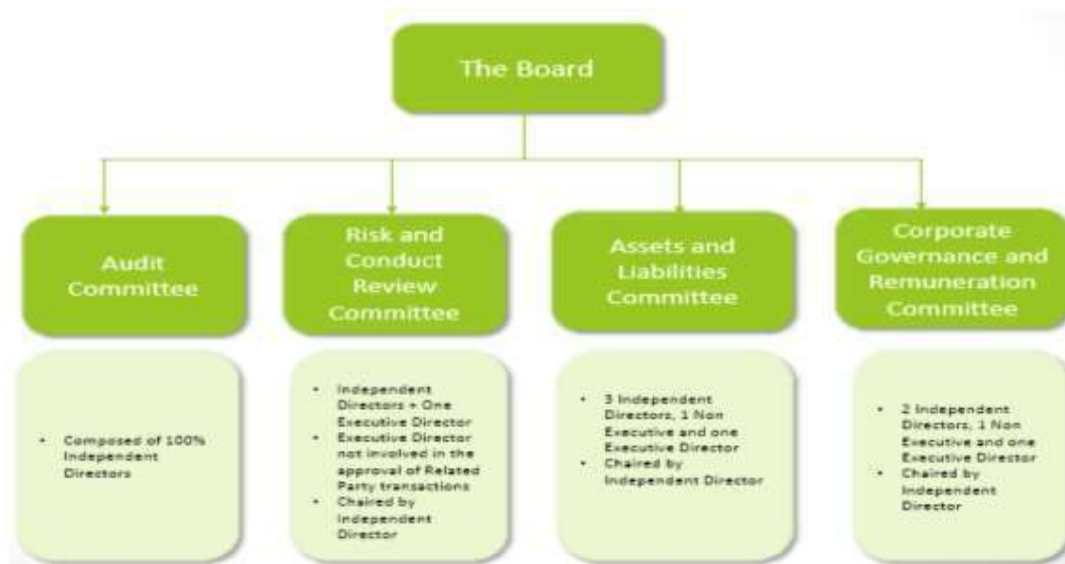 The Board
Audit
Committee
Risk and
Conduct
Review
Committee
Assets and
Liabilities
Committee
Corporate
Governance and
Remuneration
Committee
• Composed of 100%
Independent
Directors
• Independent
Directors + One
Executive Director
• Executive Director
not involved in the
approval of Related
Party transactions
• Chaired by
Independent
Director
• 3 Independent
Directors, 1 Non
Executive and one
Executive Director
• Chaired by
Independent Director
• 2 Independent
Directors, 1 Non
Executive and one
Executive Director
• Chaired by
Independent
Director